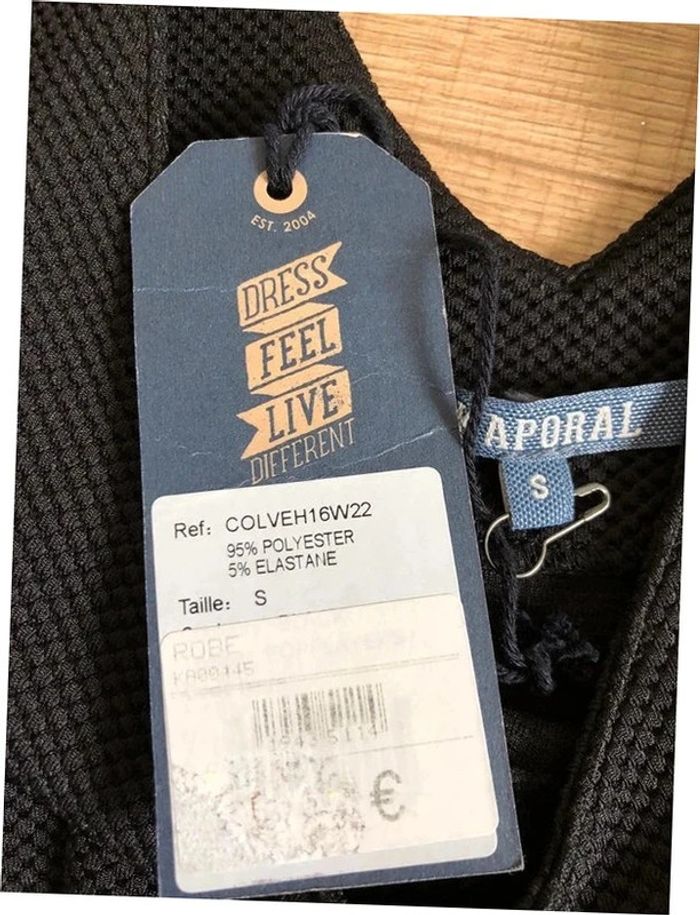 EST. 2004
DRESS
FEEL
LIVE
DIFFERENT
APORAL
S
Ref: COLVEH16W22
95% POLYESTER
5% ELASTANE
Taille: S
ROBE
€